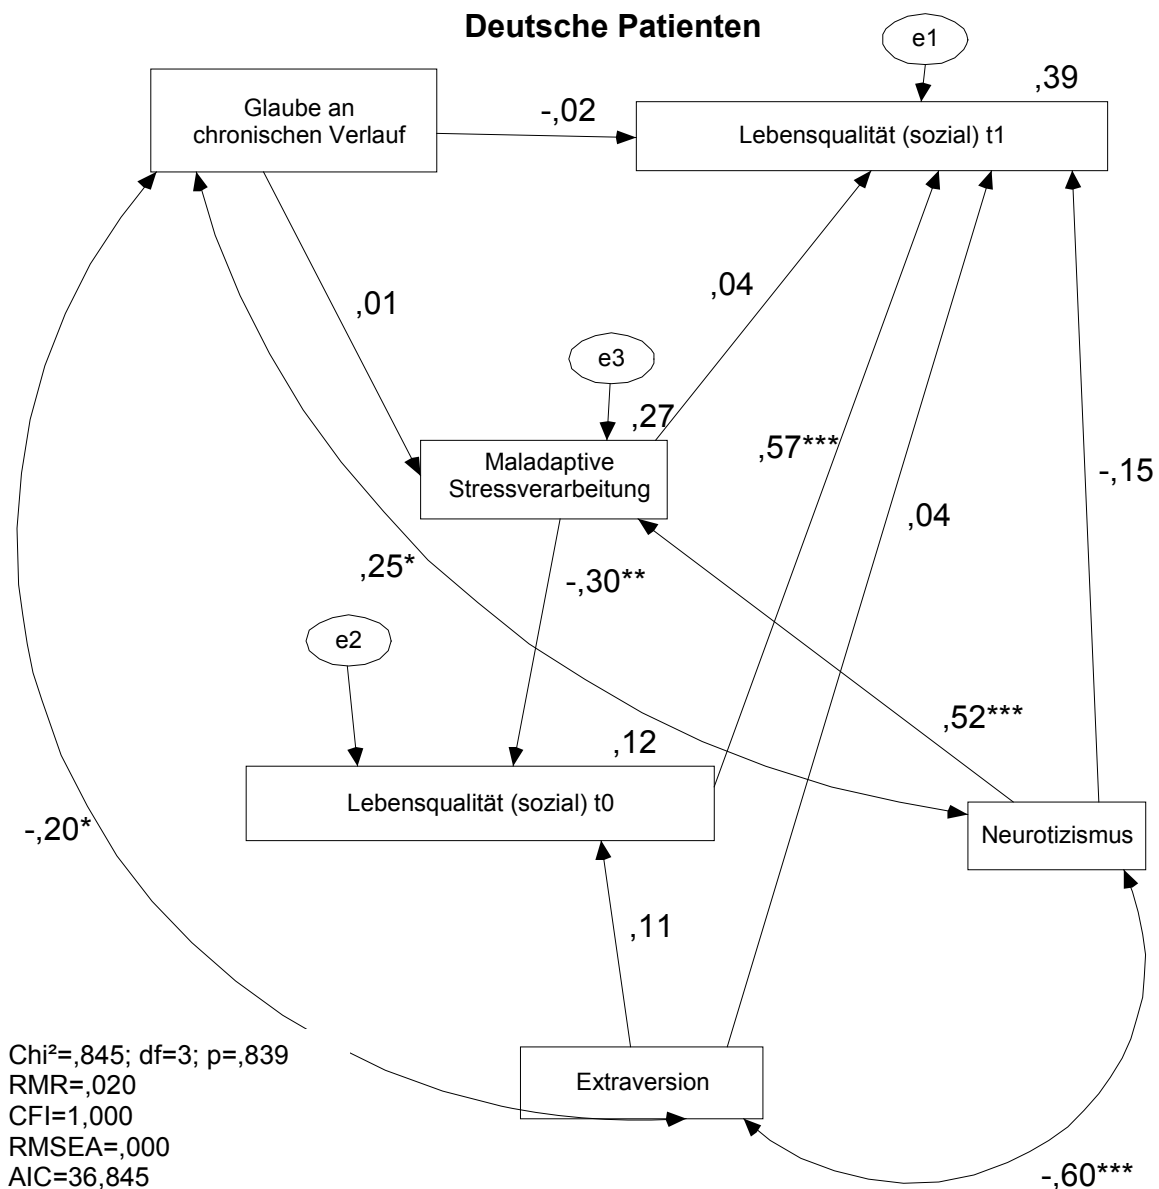 Deutsche Patienten
e1
,39
Glaube an
chronischen Verlauf
-,02
Lebensqualität (sozial) t1
,01
,04
e3
,27
Maladaptive
Stressverarbeitung
,57***
-,15
,04
,25*
-,30**
e2
,52***
,12
Lebensqualität (sozial) t0
-,20*
Neurotizismus
,11
Extraversion
-,60***
Chi²=,845; df=3; p=,839
RMR=,020
CFI=1,000
RMSEA=,000
AIC=36,845